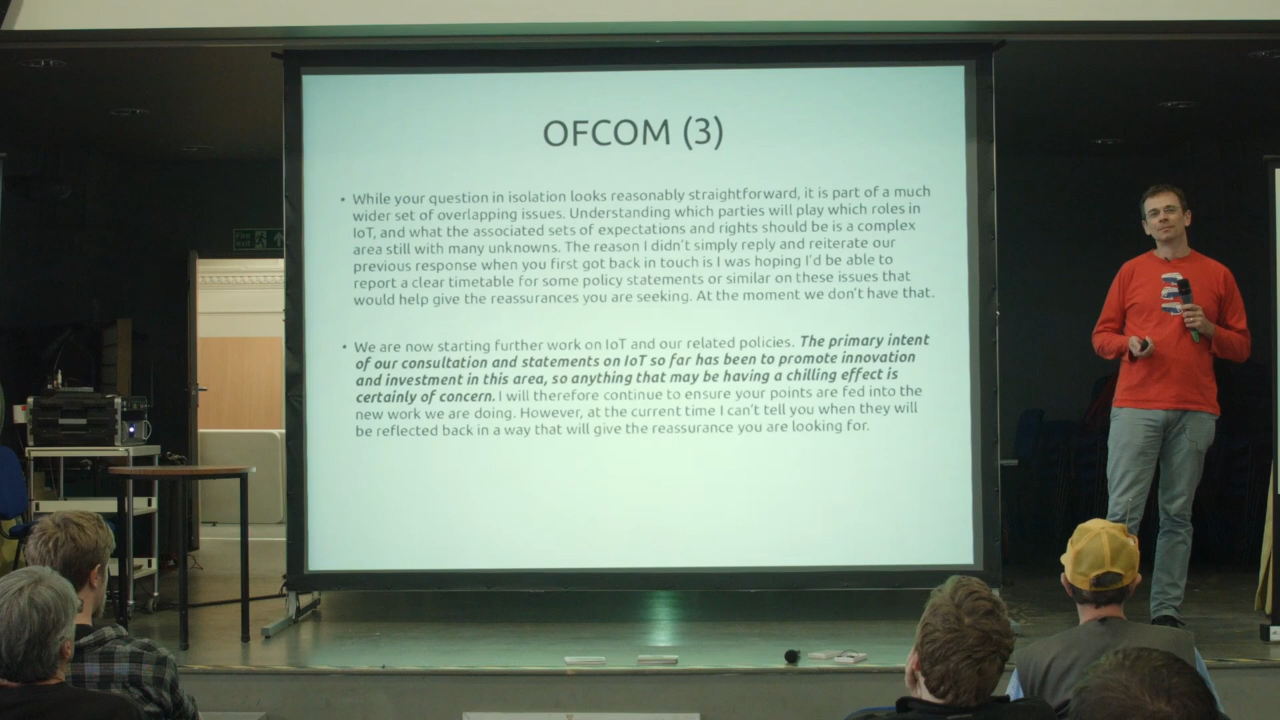 OFCOM (3)
• While your question in isolation looks reasonably straightforward, it is part of a much
wider set of overlapping issues. Understanding which parties will play which roles in
IoT, and what the associated sets of expectations and rights should be is a complex
area still with many unknowns. The reason I didn't simply reply and reiterate our
previous response when you first got back in touch is I was hoping I'd be able to
report a clear timetable for some policy statements or similar on these issues that
would help give the reassurances you are seeking. At the moment we don't have that.
• We are now starting further work on IoT and our related policies. The primary intent
of our consultation and statements on IoT so far has been to promote innovation
and investment in this area, so anything that may be having a chilling effect is
certainly of concern. I will therefore continue to ensure your points are fed into the
new work we are doing. However, at the current time I can't tell you when they will
be reflected back in a way that will give the reassurance you are looking for.
Fire
exit